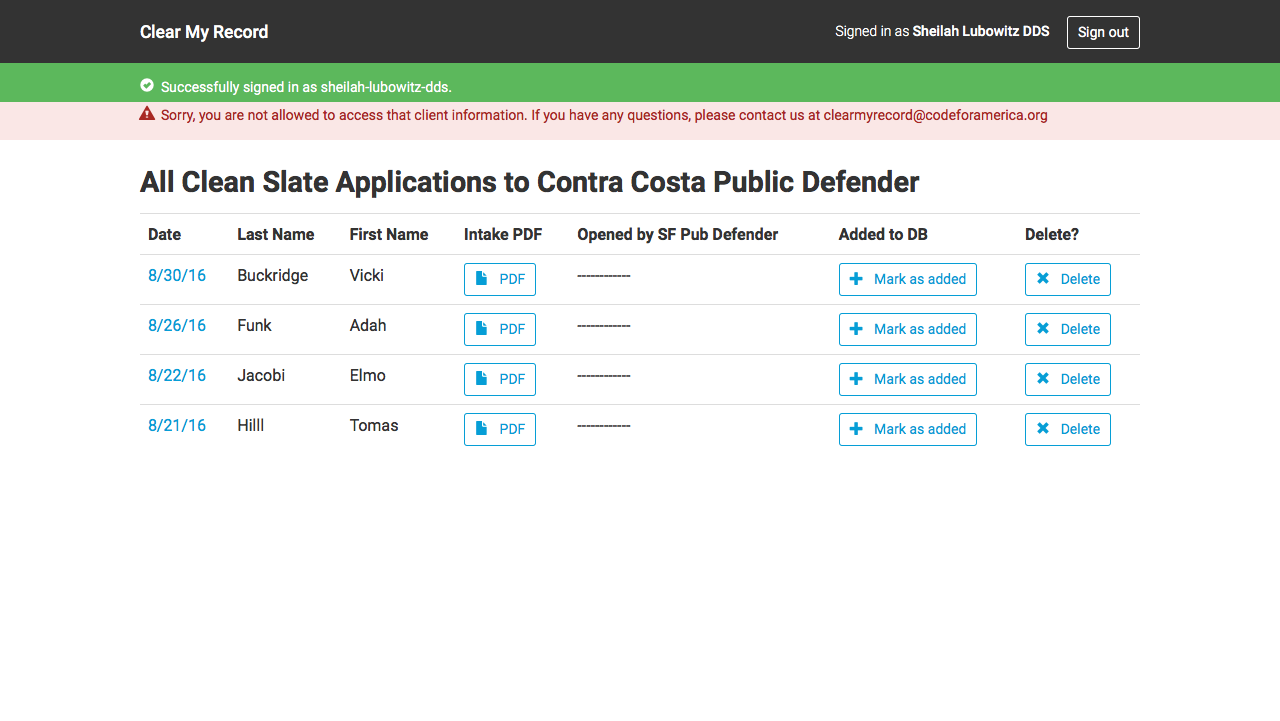 Clear My Record Signed in as Sheilah Lubowitz DDS Sign out
Successfully signed in as sheilah-lubowitz-dds.
Sorry, you are not allowed to access that client information. If you have any questions, please contact us at clearmyrecord@codeforamerica.org
All Clean Slate Applications to Contra Costa Public Defender
Date Last Name First Name Intake PDF Opened by SF Pub Defender Added to DB Delete?
8/30/16 Buckridge Vicki PDF ------------ Mark as added Delete
8/26/16 Funk Adah PDF ------------ Mark as added Delete
8/22/16 Jacobi Elmo PDF ------------ Mark as added Delete
8/21/16 Hilll Tomas PDF ------------ Mark as added Delete